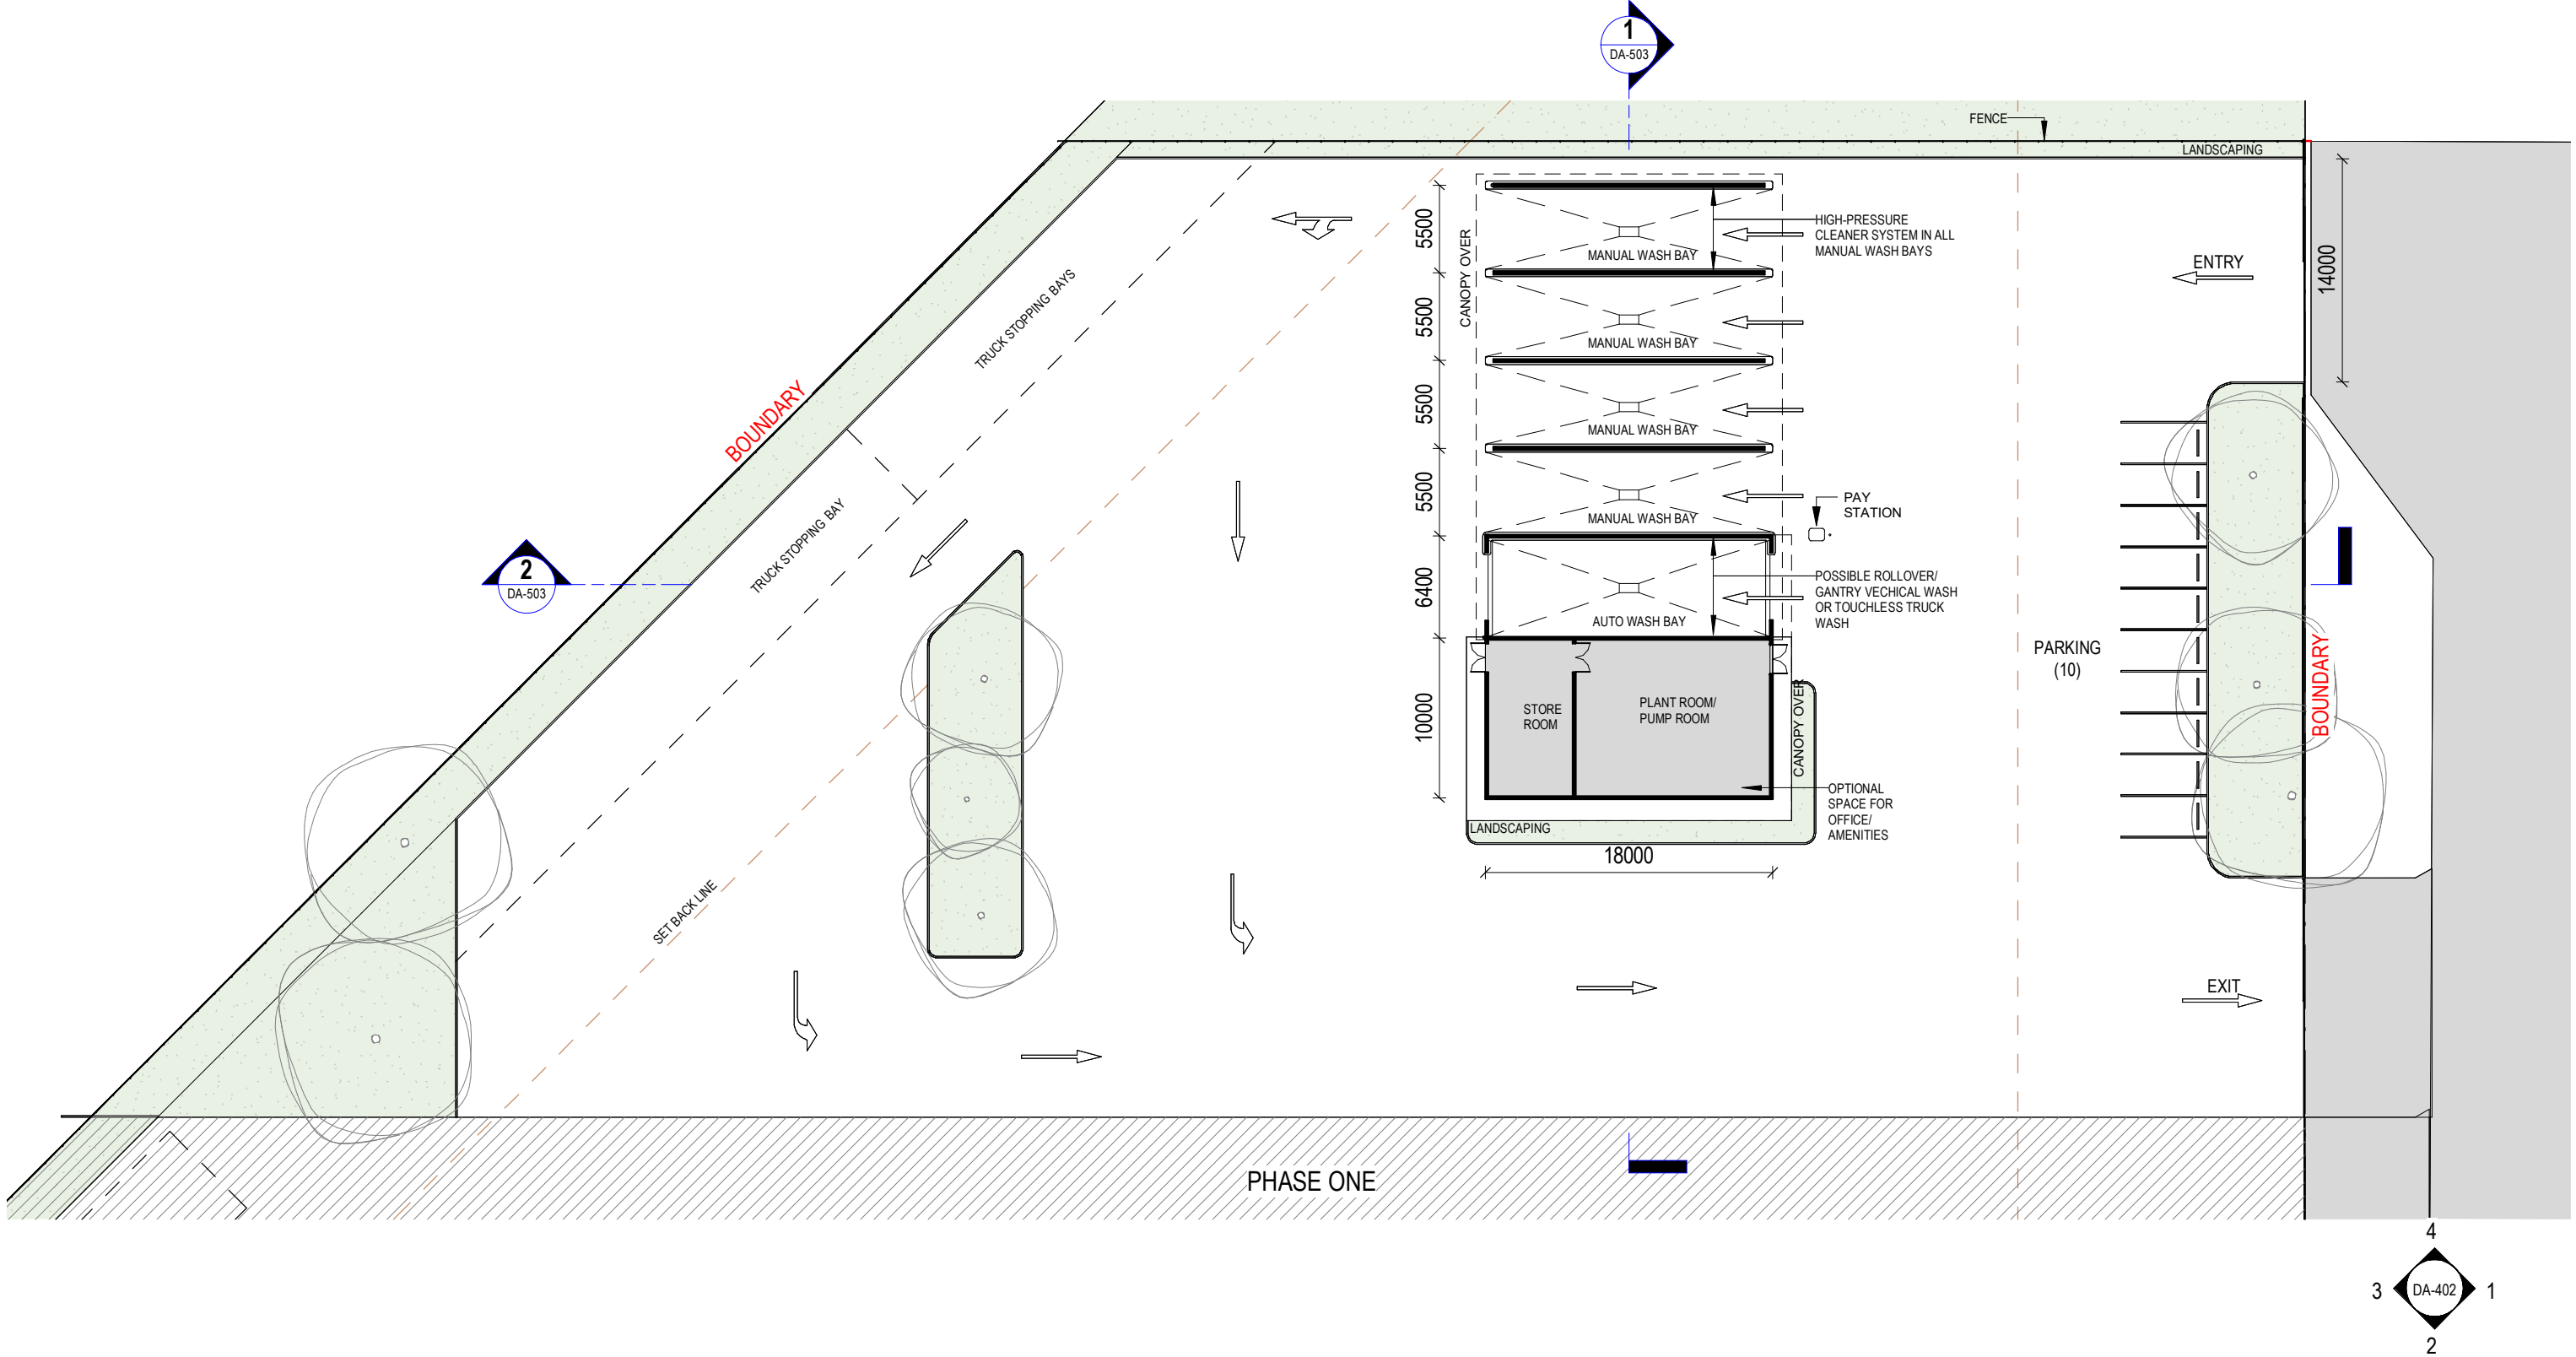 1
DA-503
FENCE
LANDSCAPING
5500
CANOPY OVER
MANUAL WASH BAY
HIGH-PRESSURE
CLEANER SYSTEM IN ALL
MANUAL WASH BAYS
ENTRY
14000
TRUCK STOPPING BAYS
5500
MANUAL WASH BAY
BOUNDARY
5500
MANUAL WASH BAY
5500
MANUAL WASH BAY
PAY
STATION
TRUCK STOPPING BAY
2
DA-503
6400
AUTO WASH BAY
POSSIBLE ROLLOVER/
GANTRY VECHICAL WASH
OR TOUCHLESS TRUCK
WASH
PARKING
(10)
BOUNDARY
10000
STORE
ROOM
PLANT ROOM/
PUMP ROOM
CANOPY OVER
OPTIONAL
SPACE FOR
OFFICE/
AMENITIES
LANDSCAPING
18000
SET BACK LINE
EXIT
PHASE ONE
4
3
DA-402
1
2